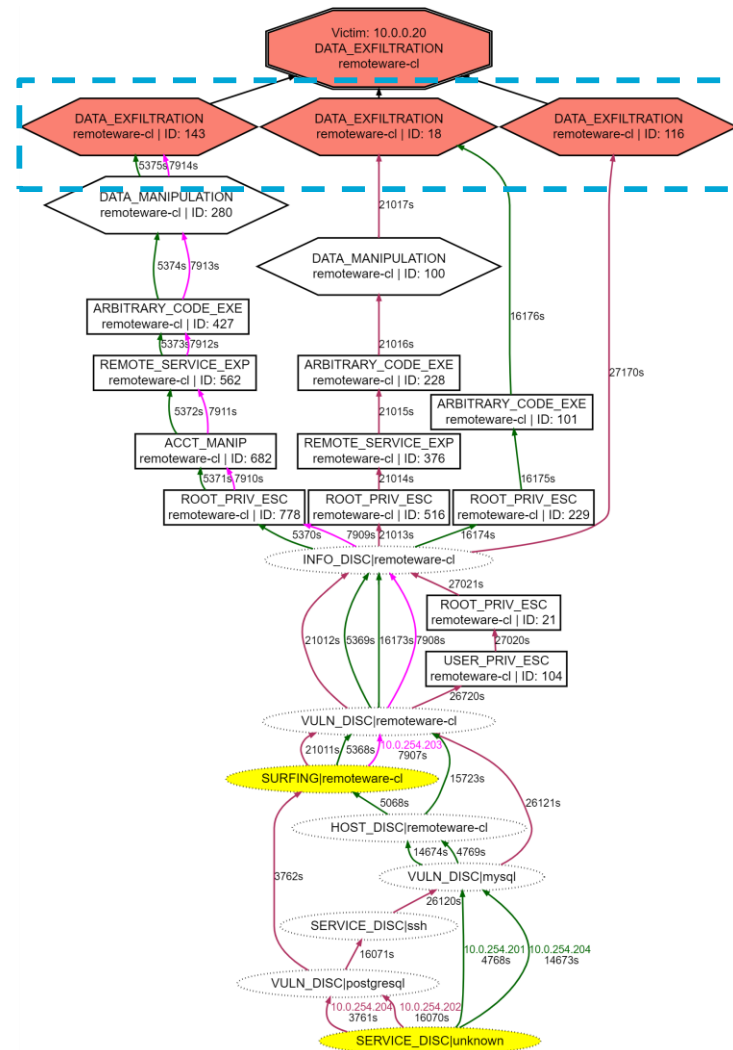 Victim: 10.0.0.20
DATA_EXFILTRATION
remoteware-cl
DATA_EXFILTRATION
remoteware-cl | ID: 143
DATA_EXFILTRATION
remoteware-cl | ID: 18
DATA_EXFILTRATION
remoteware-cl | ID: 116
5375s
7914s
DATA_MANIPULATION
remoteware-cl | ID: 280
21017s
DATA_MANIPULATION
remoteware-cl | ID: 100
5374s
7913s
16176s
27170s
ARBITRARY_CODE_EXE
remoteware-cl | ID: 427
5373s
7912s
21016s
REMOTE_SERVICE_EXP
remoteware-cl | ID: 562
ARBITRARY_CODE_EXE
remoteware-cl | ID: 228
5372s
7911s
21015s
ARBITRARY_CODE_EXE
remoteware-cl | ID: 101
ACCT_MANIP
remoteware-cl | ID: 682
REMOTE_SERVICE_EXP
remoteware-cl | ID: 376
5371s
7910s
21014s
16175s
ROOT_PRIV_ESC
remoteware-cl | ID: 778
ROOT_PRIV_ESC
remoteware-cl | ID: 516
ROOT_PRIV_ESC
remoteware-cl | ID: 229
5370s
7909s
21013s
16174s
INFO_DISC|remoteware-cl
27021s
ROOT_PRIV_ESC
remoteware-cl | ID: 21
21012s
5369s
16173s
7908s
27020s
USER_PRIV_ESC
remoteware-cl | ID: 104
26720s
VULN_DISC|remoteware-cl
21011s
5368s
10.0.254.203
7907s
SURFING|remoteware-cl
15723s
5068s
26121s
HOST_DISC|remoteware-cl
14674s
4769s
3762s
VULN_DISC|mysql
26120s
SERVICE_DISC|ssh
16071s
10.0.254.201
4768s
10.0.254.204
14673s
VULN_DISC|postgresql
10.0.254.204
3761s
10.0.254.202
16070s
SERVICE_DISC|unknown